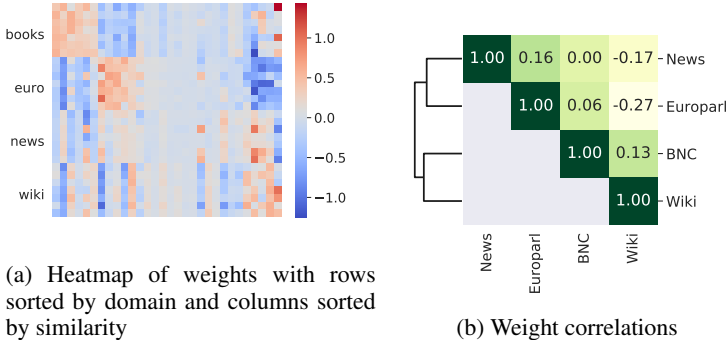 books
euro
news
wiki
1.0
0.5
0.0
−0.5
−1.0
1.00 0.16 0.00 -0.17 News
1.00 0.06 -0.27 Europarl
1.00 0.13 BNC
1.00 Wiki
News Europarl BNC Wiki
(a) Heatmap of weights with rows
sorted by domain and columns sorted
by similarity
(b) Weight correlations